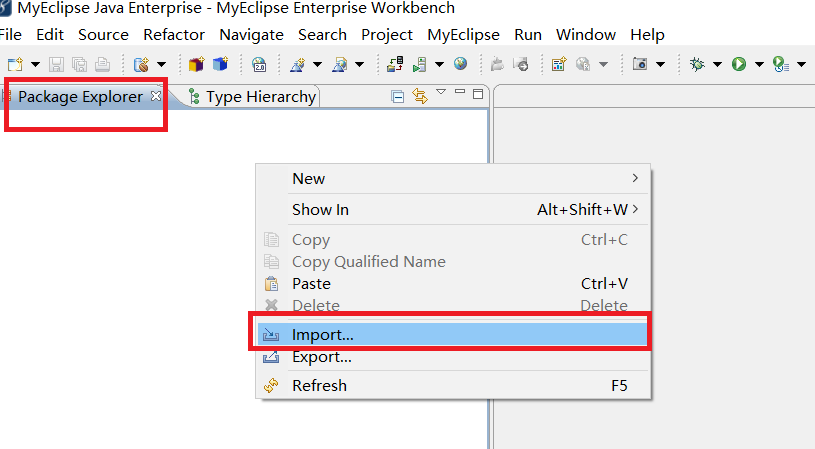 MyEclipse Java Enterprise - MyEclipse Enterprise Workbench
File Edit Source Refactor Navigate Search Project MyEclipse Run Window Help
2.0
Package Explorer Type Hierarchy
New
Show In Alt+Shift+W
Copy Ctrl+C
Copy Qualified Name
Paste Ctrl+V
Delete Delete
Import...
Export...
Refresh F5